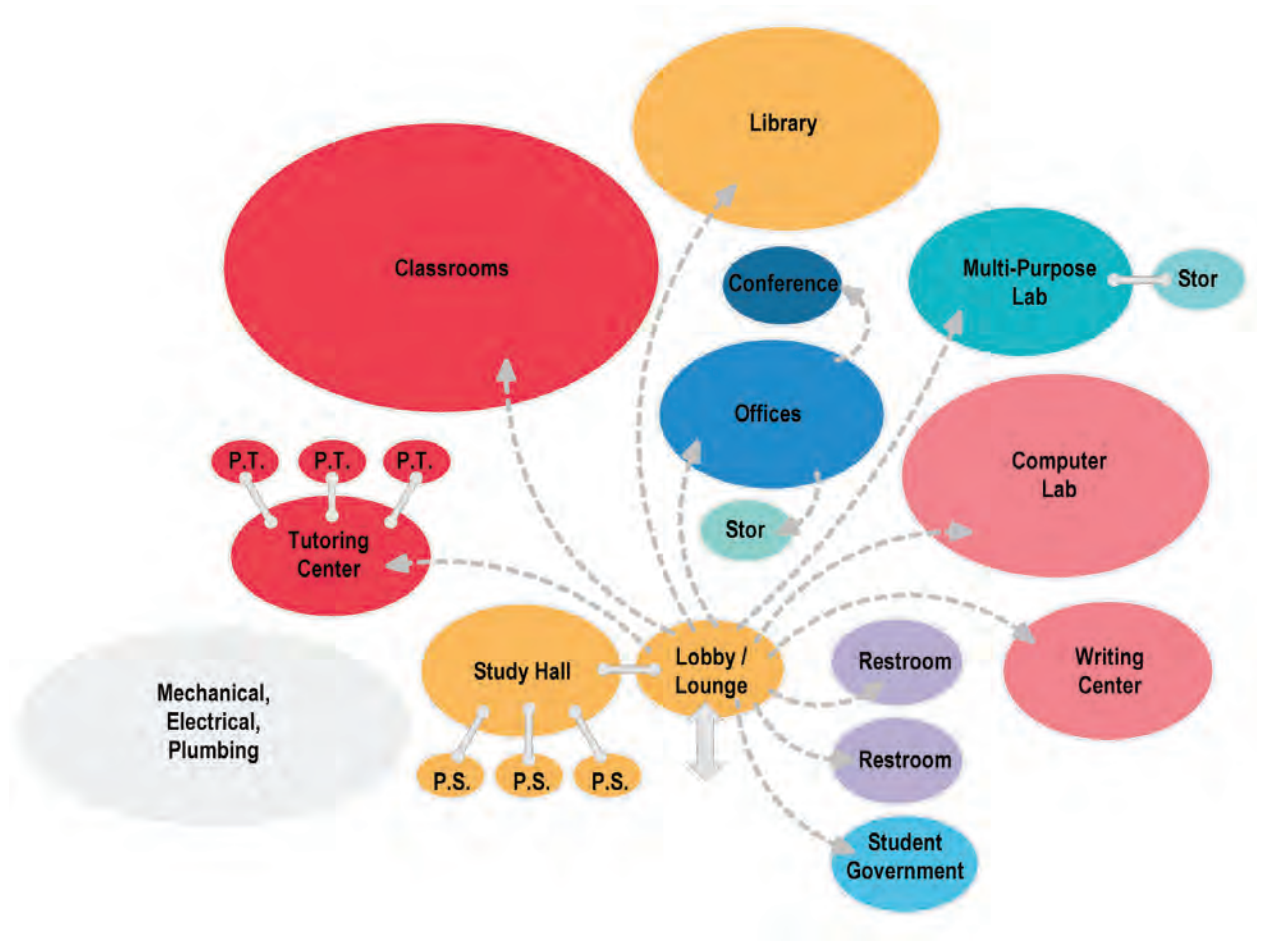 Library
Classrooms
Conference
Multi-Purpose
Lab
Stor
Offices
P.T.
P.T.
P.T.
Computer
Lab
Stor
Tutoring
Center
Study Hall
Lobby /
Lounge
Restroom
Writing
Center
Mechanical,
Electrical,
Plumbing
Restroom
P.S.
P.S.
P.S.
Student
Government